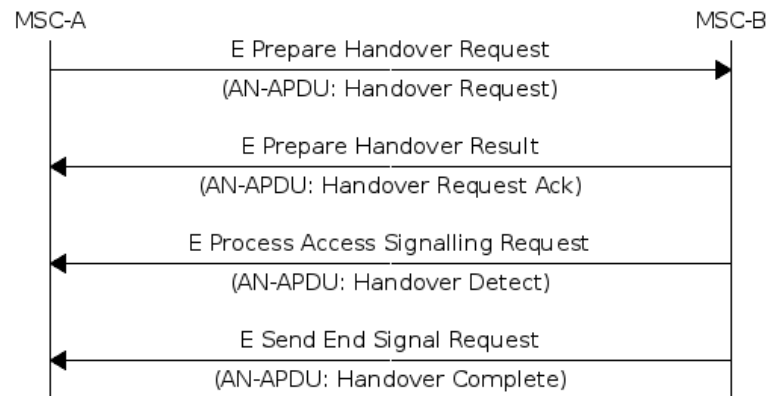 MSC-A MSC-B
E Prepare Handover Request
(AN-APDU: Handover Request)
E Prepare Handover Result
(AN-APDU: Handover Request Ack)
E Process Access Signalling Request
(AN-APDU: Handover Detect)
E Send End Signal Request
(AN-APDU: Handover Complete)